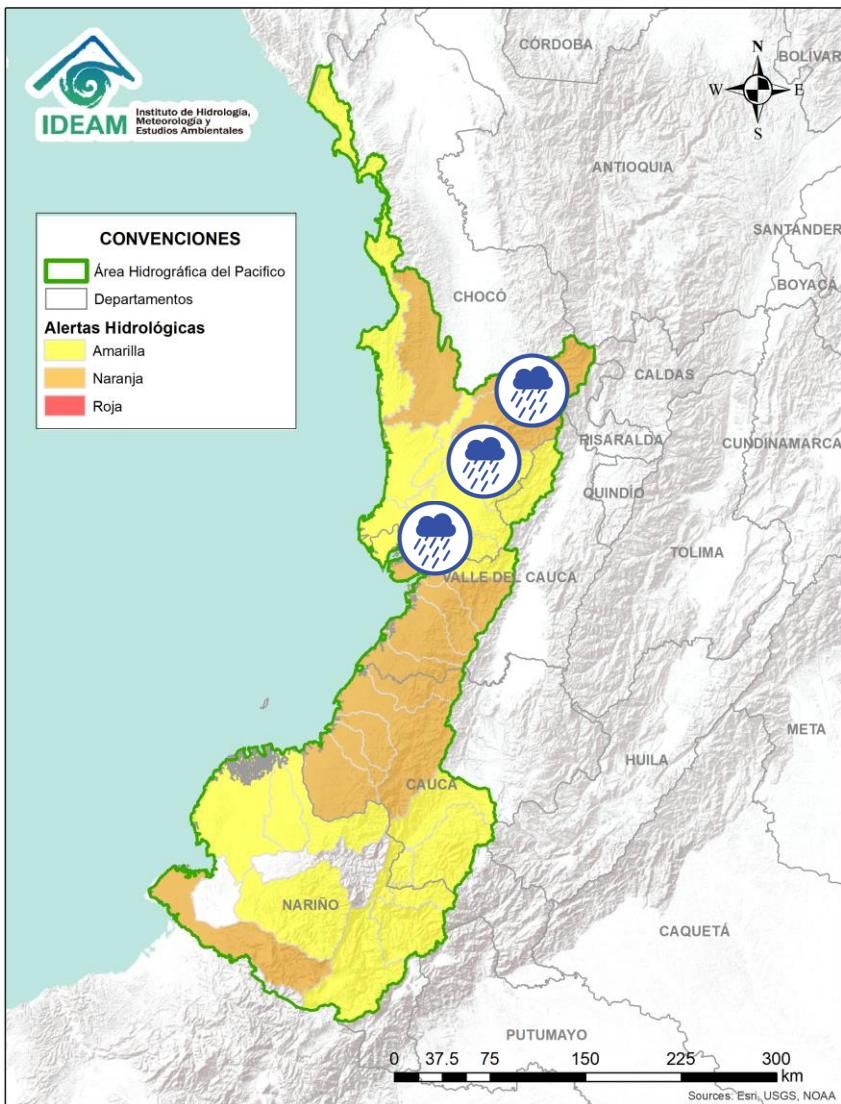 IDEAM
Instituto de Hidrología,
Meteorología y
Estudios Ambientales
CÓRDOBA
BOLÍVAR
N
W
E
S
ANTIOQUIA
SANTANDER
BOYACÁ
CONVENCIONES
Área Hidrográfica del Pacifico
Departamentos
Alertas Hidrológicas
Amarilla
Naranja
Roja
CHOCÓ
CALDAS
RISARALDA
CUNDINAMARCA
QUINDÍO
TOLIMA
VALLE DEL CAUCA
META
HUILA
CAUCA
NARIÑO
CAQUETÁ
PUTUMAYO
0 37.5 75 150 225 300
km
Sources: Esri, USGS, NOAA